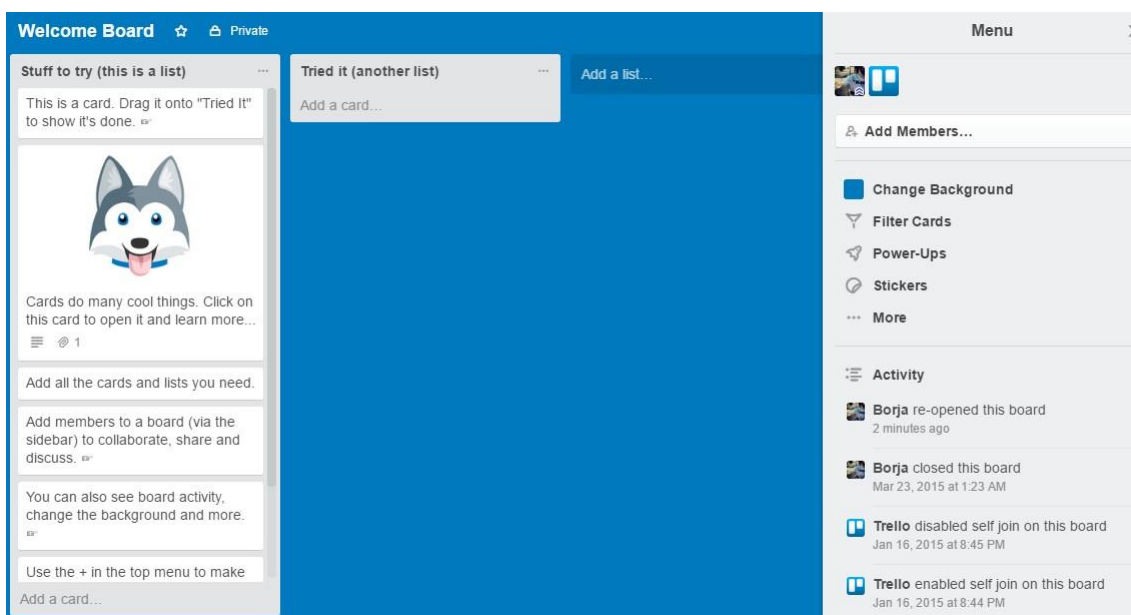 Welcome Board
Private
Stuff to try (this is a list)
This is a card. Drag it onto "Tried It"
to show it's done. ☞
Cards do many cool things. Click on
this card to open it and learn more...
1
Add all the cards and lists you need.
Add members to a board (via the
sidebar) to collaborate, share and
discuss. ☞
You can also see board activity,
change the background and more.
☞
Use the + in the top menu to make
Add a card...
Tried it (another list)
Add a card...
Add a list...
Menu
Add Members...
Change Background
Filter Cards
Power-Ups
Stickers
More
Activity
Borja re-opened this board
2 minutes ago
Borja closed this board
Mar 23, 2015 at 1:23 AM
Trello disabled self join on this board
Jan 16, 2015 at 8:45 PM
Trello enabled self join on this board
Jan 16, 2015 at 8:44 PM